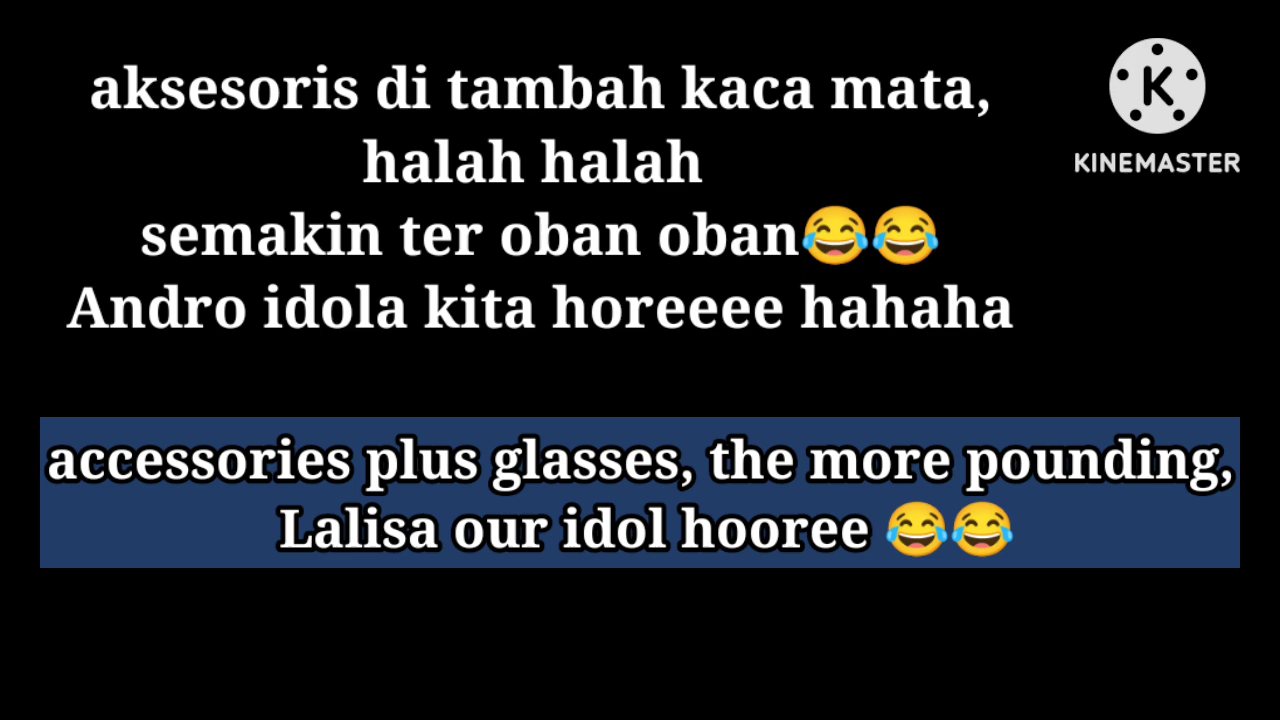 aksesoris di tambah kaca mata,
halah halah
semakin ter oban oban😂😂
Andro idola kita horeeee hahaha
KINEMASTER
accessories plus glasses, the more pounding,
Lalisa our idol hooree 😂😂